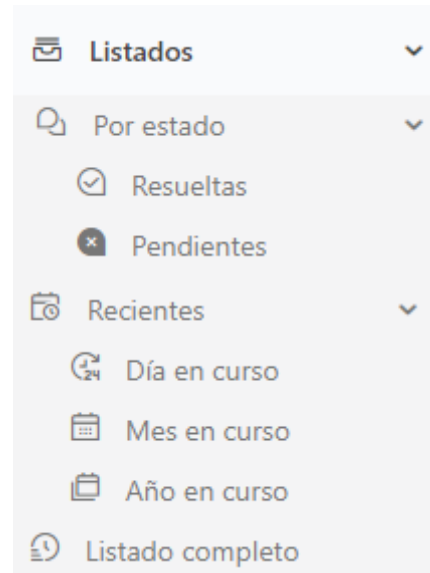 Listados
Por estado
Resueltas
Pendientes
Recientes
Día en curso
Mes en curso
Año en curso
Listado completo